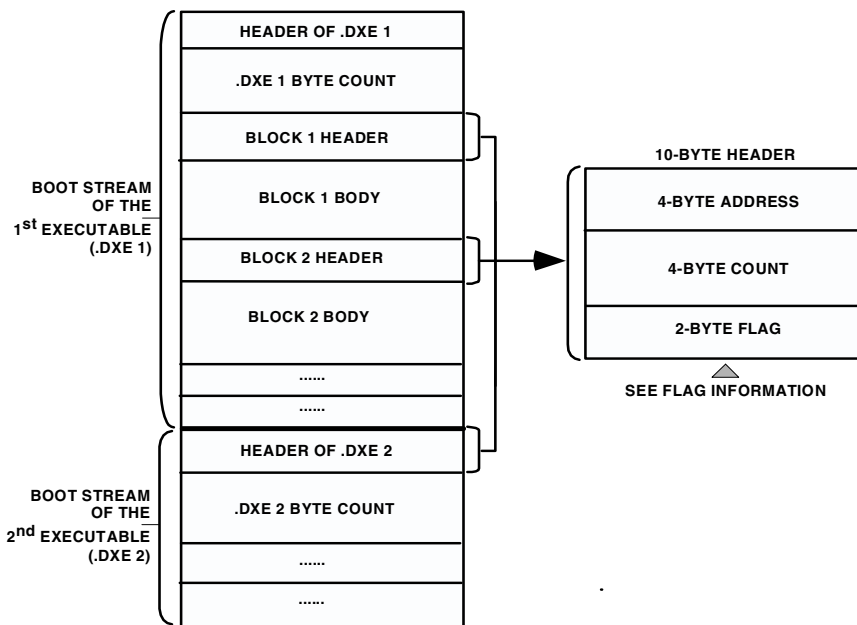 HEADER OF .DXE 1
.DXE 1 BYTE COUNT
BLOCK 1 HEADER
BLOCK 1 BODY
BLOCK 2 HEADER
BLOCK 2 BODY
......
......
HEADER OF .DXE 2
.DXE 2 BYTE COUNT
......
......
BOOT STREAM
OF THE
1st EXECUTABLE
(.DXE 1)
BOOT STREAM
OF THE
2nd EXECUTABLE
(.DXE 2)
10-BYTE HEADER
4-BYTE ADDRESS
4-BYTE COUNT
2-BYTE FLAG
SEE FLAG INFORMATION